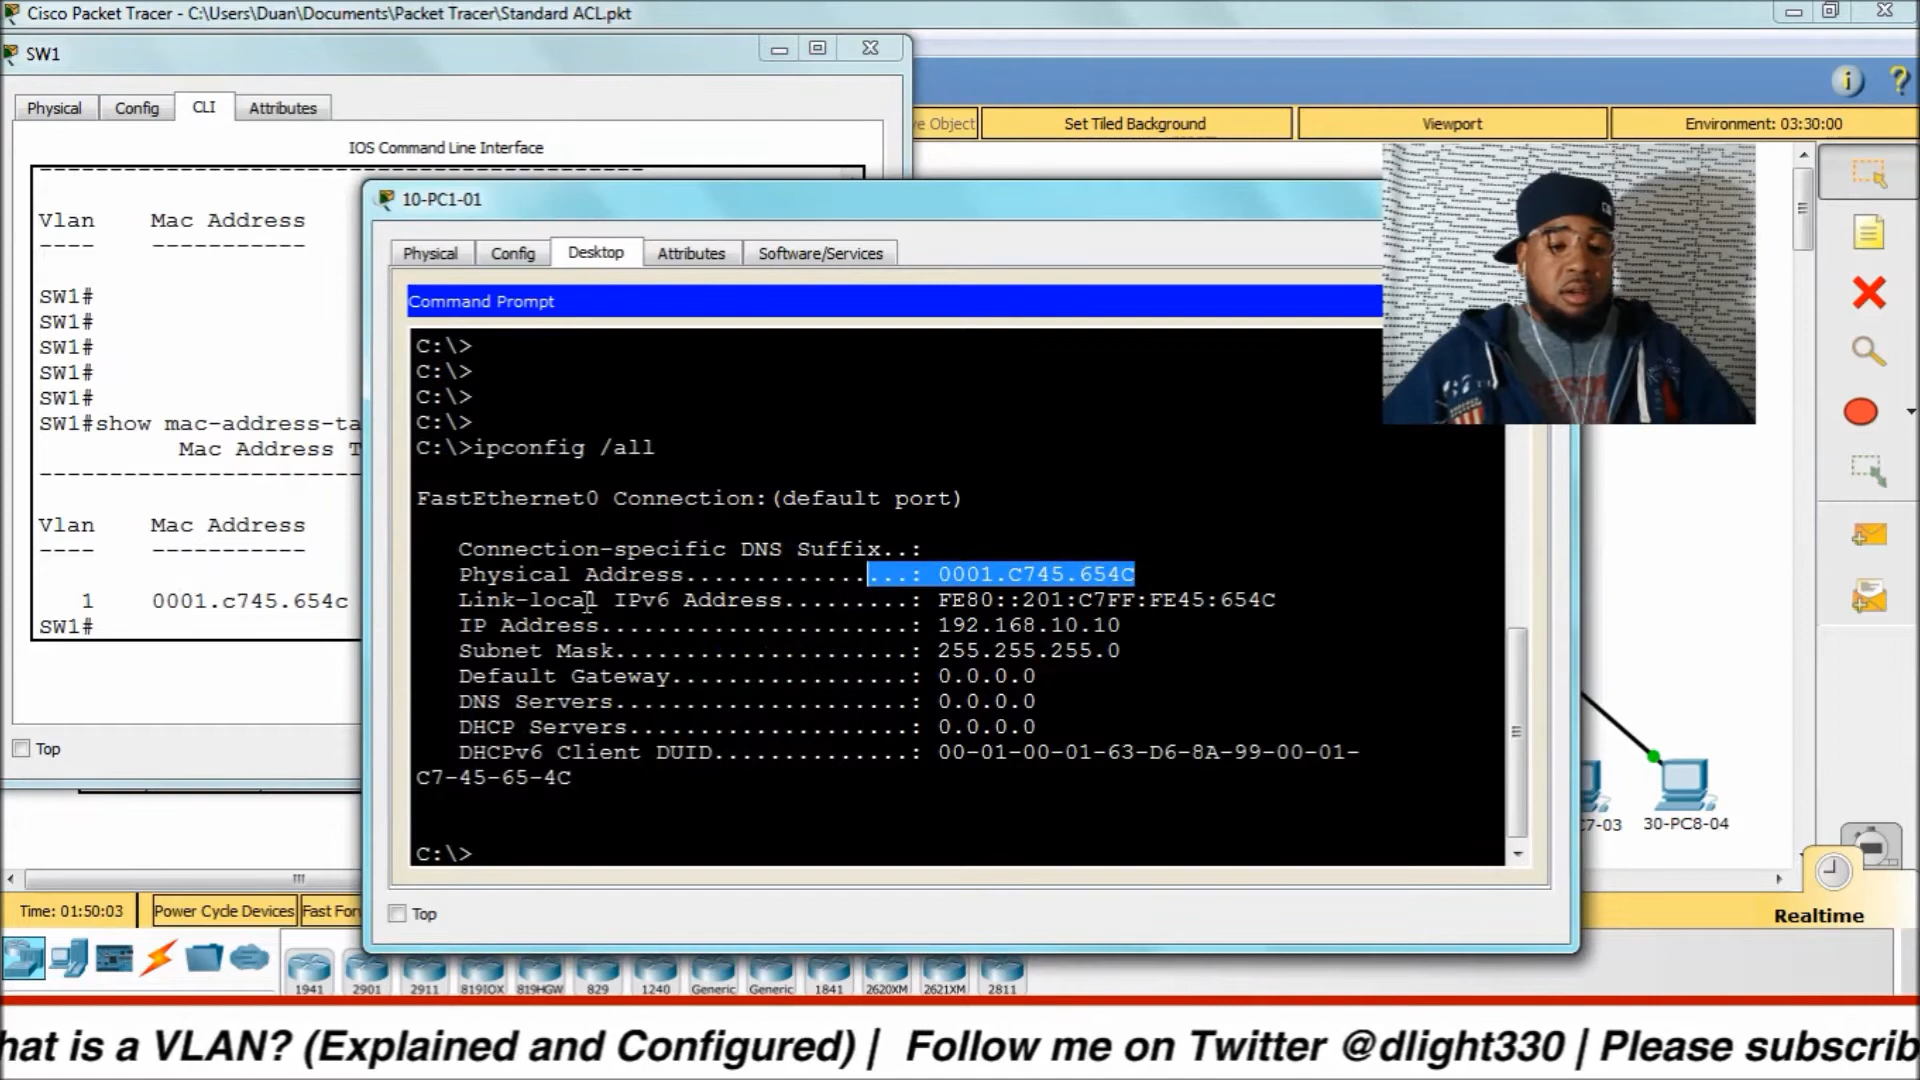 Cisco Packet Tracer - C:\Users\Duan\Documents\Packet Tracer\Standard ACL.pkt
SW1
Physical Config CLI Attributes
IOS Command Line Interface
Vlan Mac Address
---- -----------
SW1#
SW1#
SW1#
SW1#
SW1#
SW1#show mac-address-ta
Mac Address T
Vlan Mac Address
---- -----------
1 0001.c745.654c
SW1#
Top
e Object
Set Tiled Background
Viewport
Environment: 03:30:00
10-PC1-01
Physical Config Desktop Attributes Software/Services
Command Prompt
C:\>
C:\>
C:\>
C:\>
C:\>ipconfig /all
FastEthernet0 Connection:(default port)
Connection-specific DNS Suffix..:
Physical Address................: 0001.C745.654C
Link-local IPv6 Address.........: FE80::201:C7FF:FE45:654C
IP Address......................: 192.168.10.10
Subnet Mask.....................: 255.255.255.0
Default Gateway.................: 0.0.0.0
DNS Servers.....................: 0.0.0.0
DHCP Servers....................: 0.0.0.0
DHCPv6 Client DUID..............: 00-01-00-01-63-D6-8A-99-00-01-
C7-45-65-4C
C:\>
Top
C7-03
30-PC8-04
Time: 01:50:03
Power Cycle Devices
Fast For
Realtime
1941 2901 2911 819IOX 819HGW 829 1240 Generic Generic 1841 2620XM 2621XM 2811
hat is a VLAN? (Explained and Configured) | Follow me on Twitter @dlight330 | Please subscrib